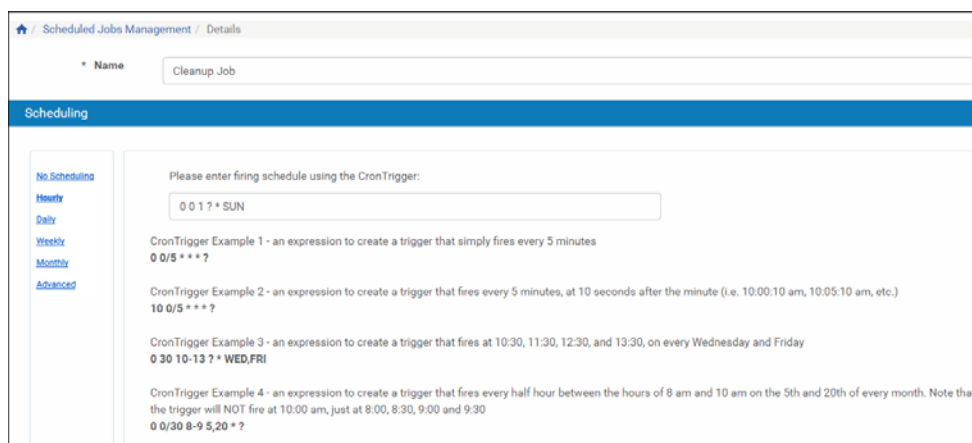 / Scheduled Jobs Management / Details
* Name
Cleanup Job
Scheduling
No Scheduling
Hourly
Daily
Weekly
Monthly
Advanced
Please enter firing schedule using the CronTrigger:
0 0 1 ? * SUN
CronTrigger Example 1 - an expression to create a trigger that simply fires every 5 minutes
0 0/5 * * * ?
CronTrigger Example 2 - an expression to create a trigger that fires every 5 minutes, at 10 seconds after the minute (i.e. 10:00:10 am, 10:05:10 am, etc.)
10 0/5 * * * ?
CronTrigger Example 3 - an expression to create a trigger that fires at 10:30, 11:30, 12:30, and 13:30, on every Wednesday and Friday
0 30 10-13 ? * WED,FRI
CronTrigger Example 4 - an expression to create a trigger that fires every half hour between the hours of 8 am and 10 am on the 5th and 20th of every month. Note tha
the trigger will NOT fire at 10:00 am, just at 8:00, 8:30, 9:00 and 9:30
0 0/30 8-9 5,20 * ?